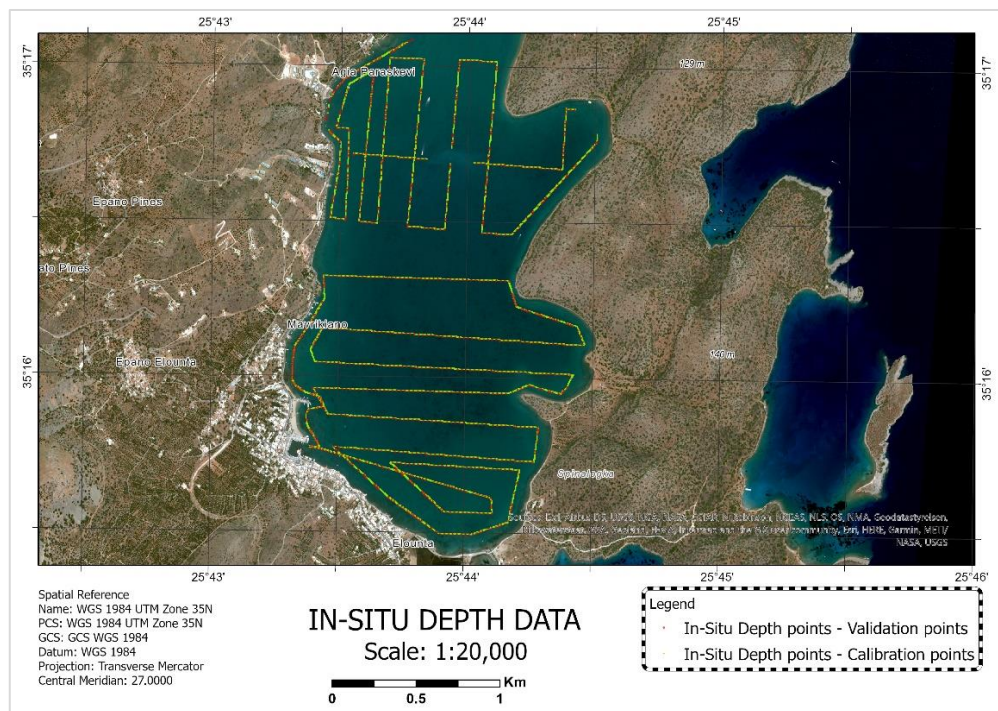 25°43'
25°44'
25°45'
35°17'
35°17'
Agia Paraskevi
129 m
Epano Pines
ato Pines
Mavrikiano
Epano Elounta
140 m
35°16'
35°16'
Spinalogka
Elounta
NASA, USGS
25°43'
25°44'
25°45'
25°46'
Spatial Reference
Name: WGS 1984 UTM Zone 35N
PCS: WGS 1984 UTM Zone 35N
GCS: GCS WGS 1984
Datum: WGS 1984
Projection: Transverse Mercator
Central Meridian: 27.0000
IN-SITU DEPTH DATA
Scale: 1:20,000
Km
0 0.5 1
Legend
In-Situ Depth points - Validation points
In-Situ Depth points - Calibration points